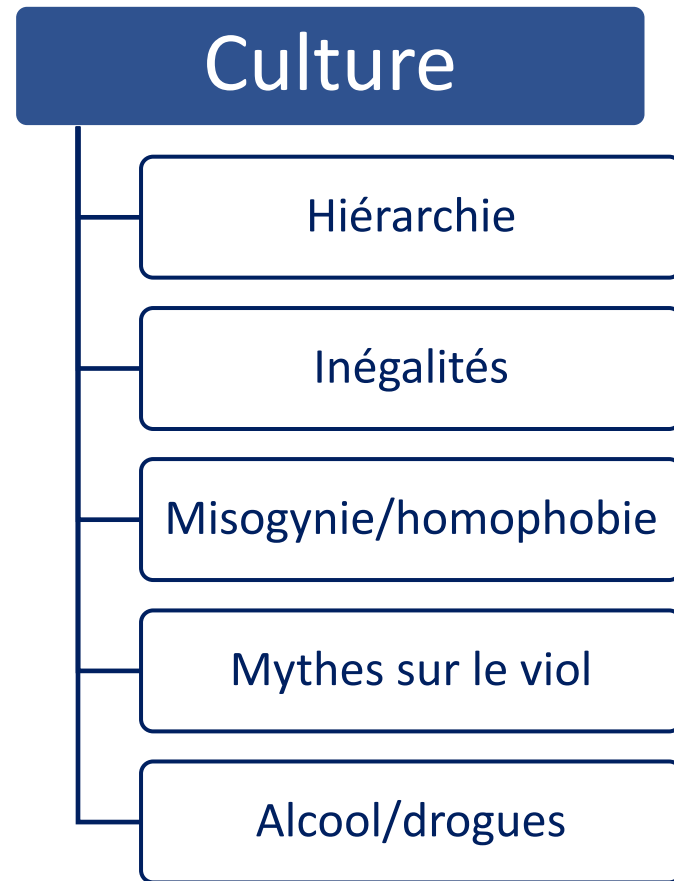 Culture
Hiérarchie
Inégalités
Misogynie/homophobie
Mythes sur le viol
Alcool/drogues